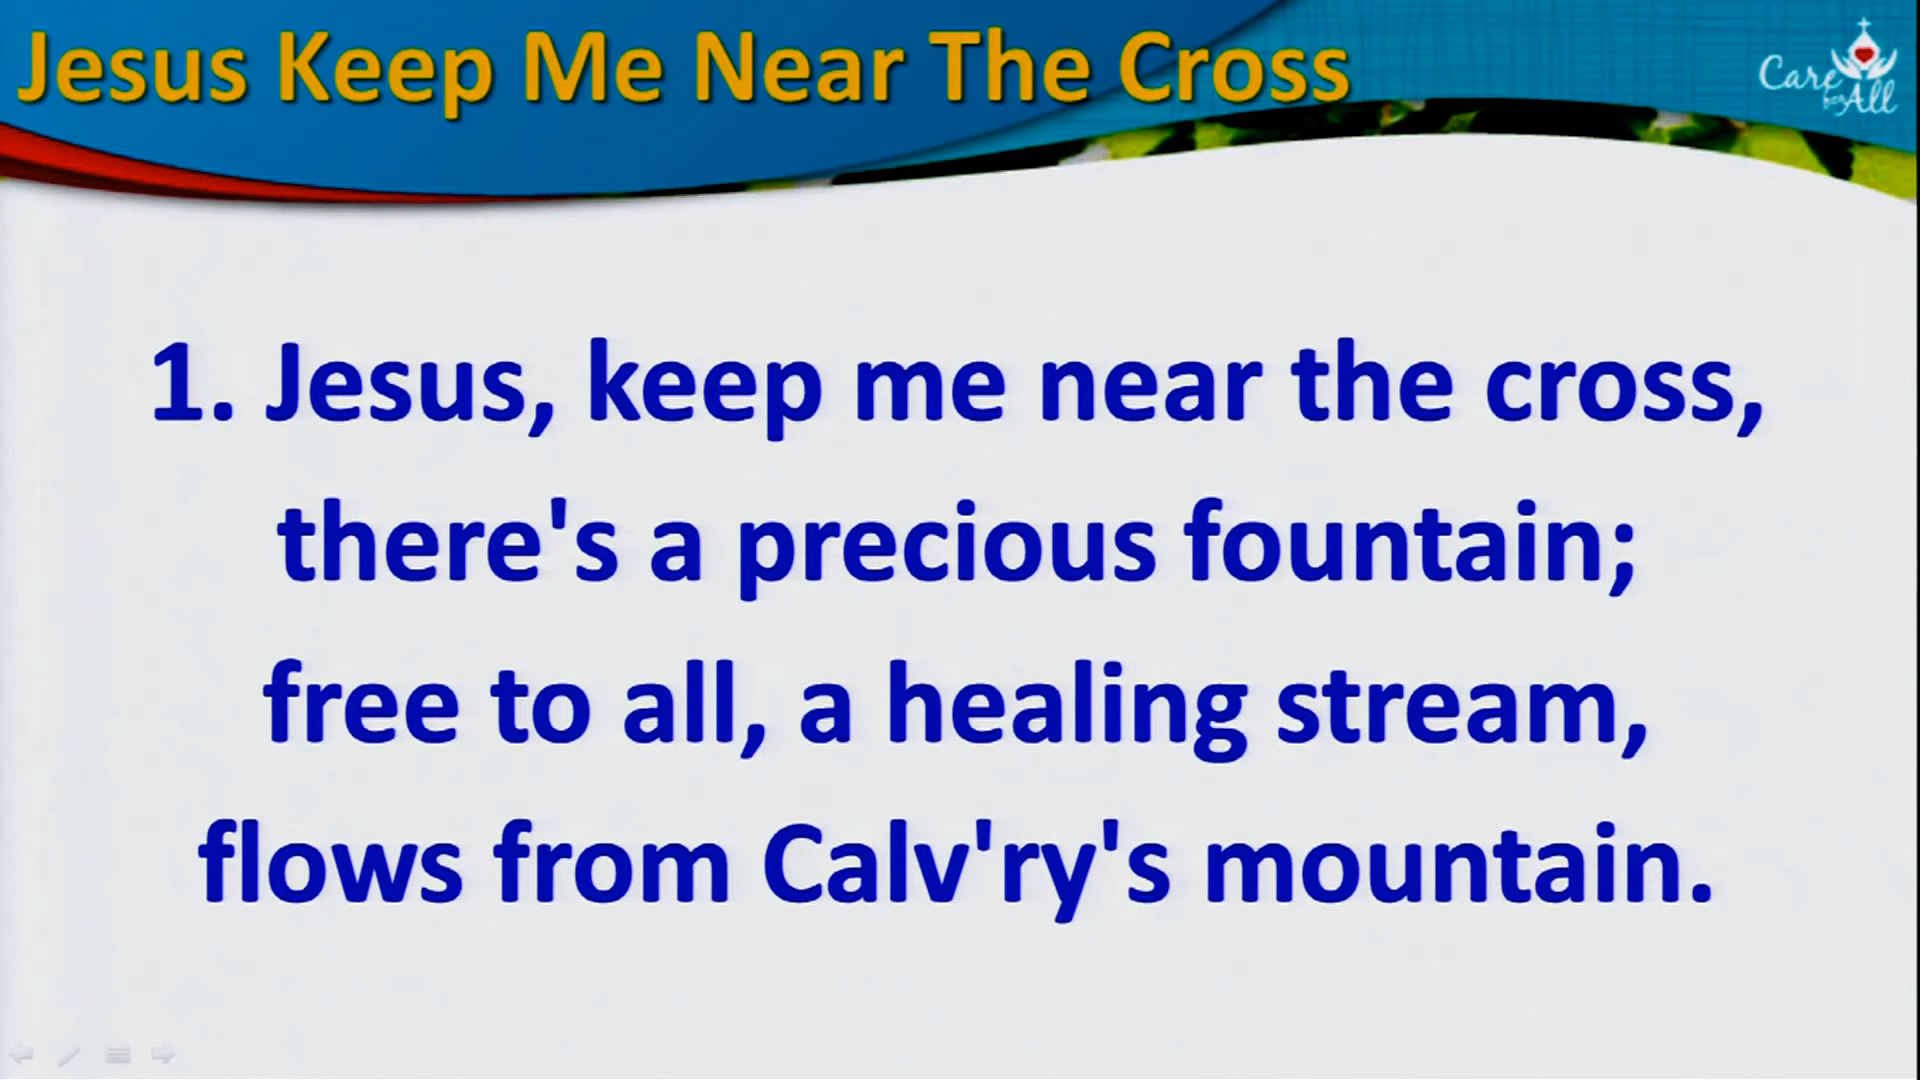 Jesus Keep Me Near The Cross
Care
for All
1. Jesus, keep me near the cross,
there's a precious fountain;
free to all, a healing stream,
flows from Calv'ry's mountain.